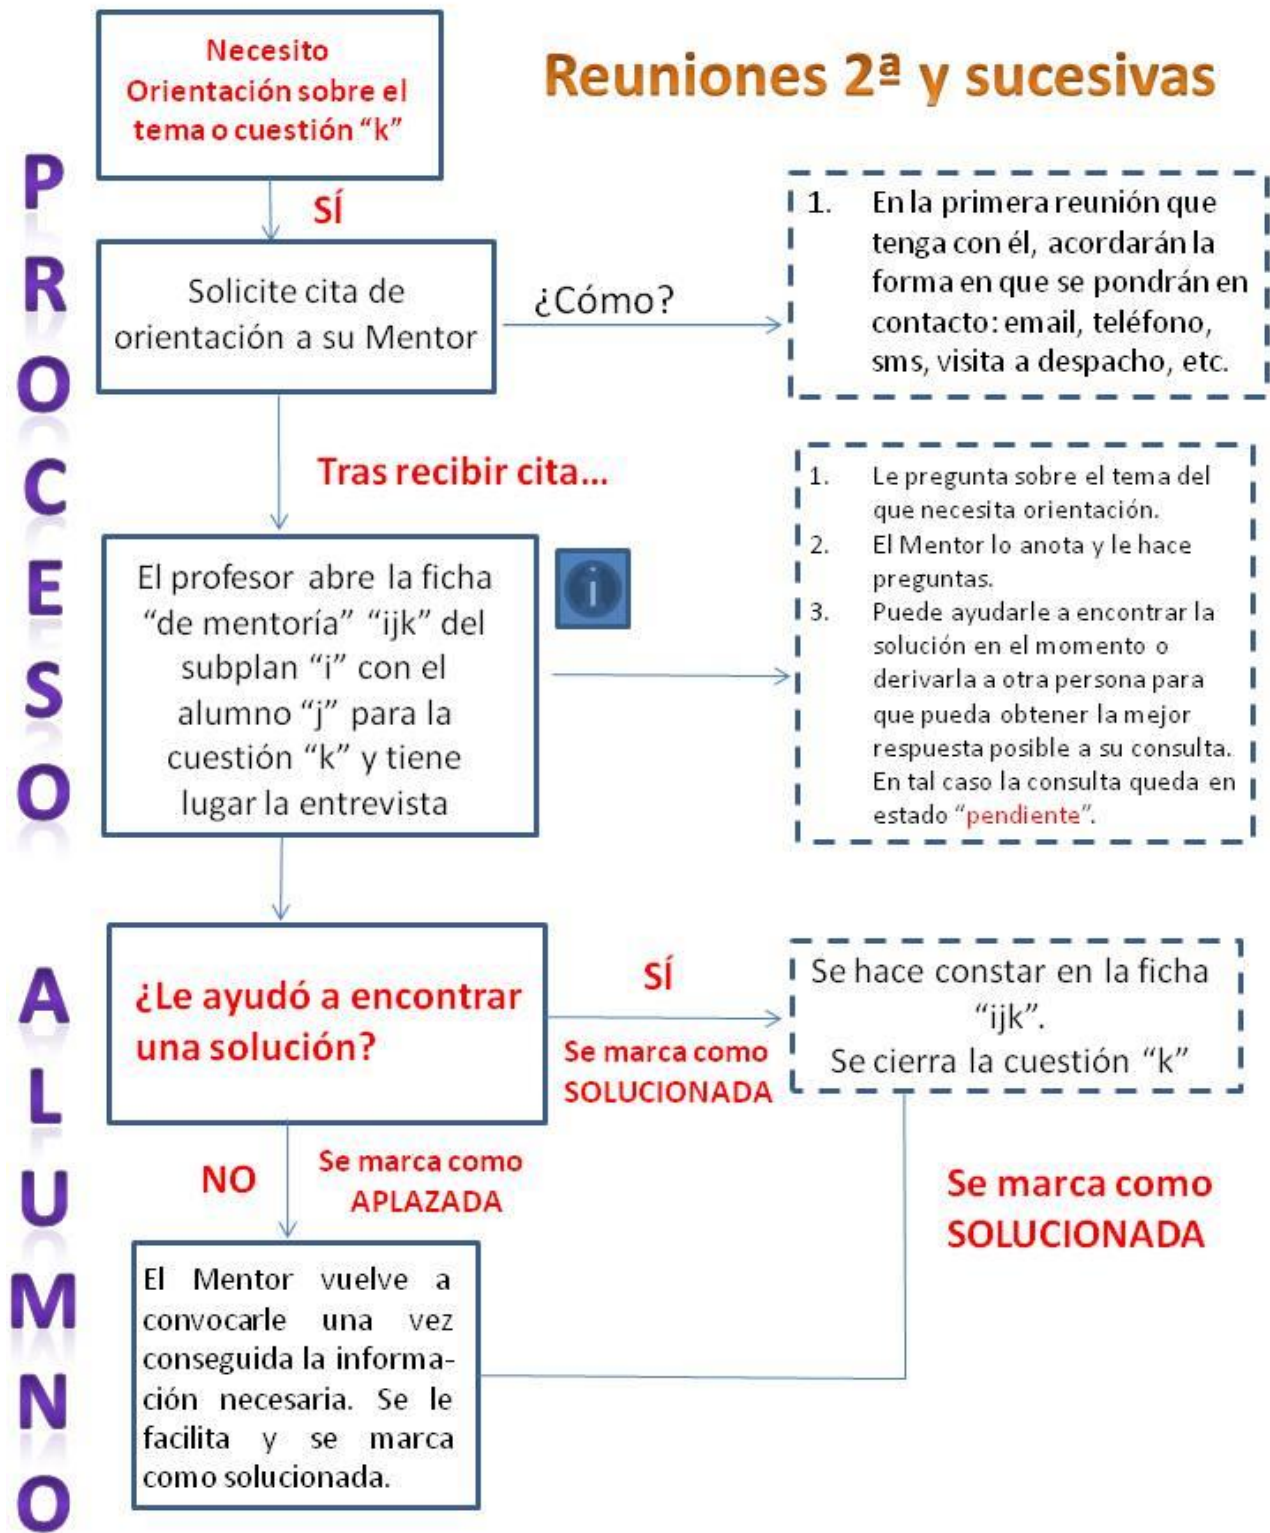 Necesito
Orientación sobre el
tema o cuestión “k”
Reuniones 2ª y sucesivas
PROCESO
ALUMNO
SÍ
Solicite cita de
orientación a su Mentor
¿Cómo?
1. En la primera reunión que
tenga con él, acordarán la
forma en que se pondrán en
contacto: email, teléfono,
sms, visita a despacho, etc.
Tras recibir cita...
El profesor abre la ficha
“de mentoría” “ijk” del
subplan “i” con el
alumno “j” para la
cuestión “k” y tiene
lugar la entrevista
i
1. Le pregunta sobre el tema del
que necesita orientación.
2. El Mentor lo anota y le hace
preguntas.
3. Puede ayudarle a encontrar la
solución en el momento o
derivarla a otra persona para
que pueda obtener la mejor
respuesta posible a su consulta.
En tal caso la consulta queda en
estado “pendiente”.
¿Le ayudó a encontrar
una solución?
SÍ
Se marca como
SOLUCIONADA
Se hace constar en la ficha
“ijk”.
Se cierra la cuestión “k”
NO
Se marca como
APLAZADA
Se marca como
SOLUCIONADA
El Mentor vuelve a
convocarle una vez
conseguida la informa-
ción necesaria. Se le
facilita y se marca
como solucionada.